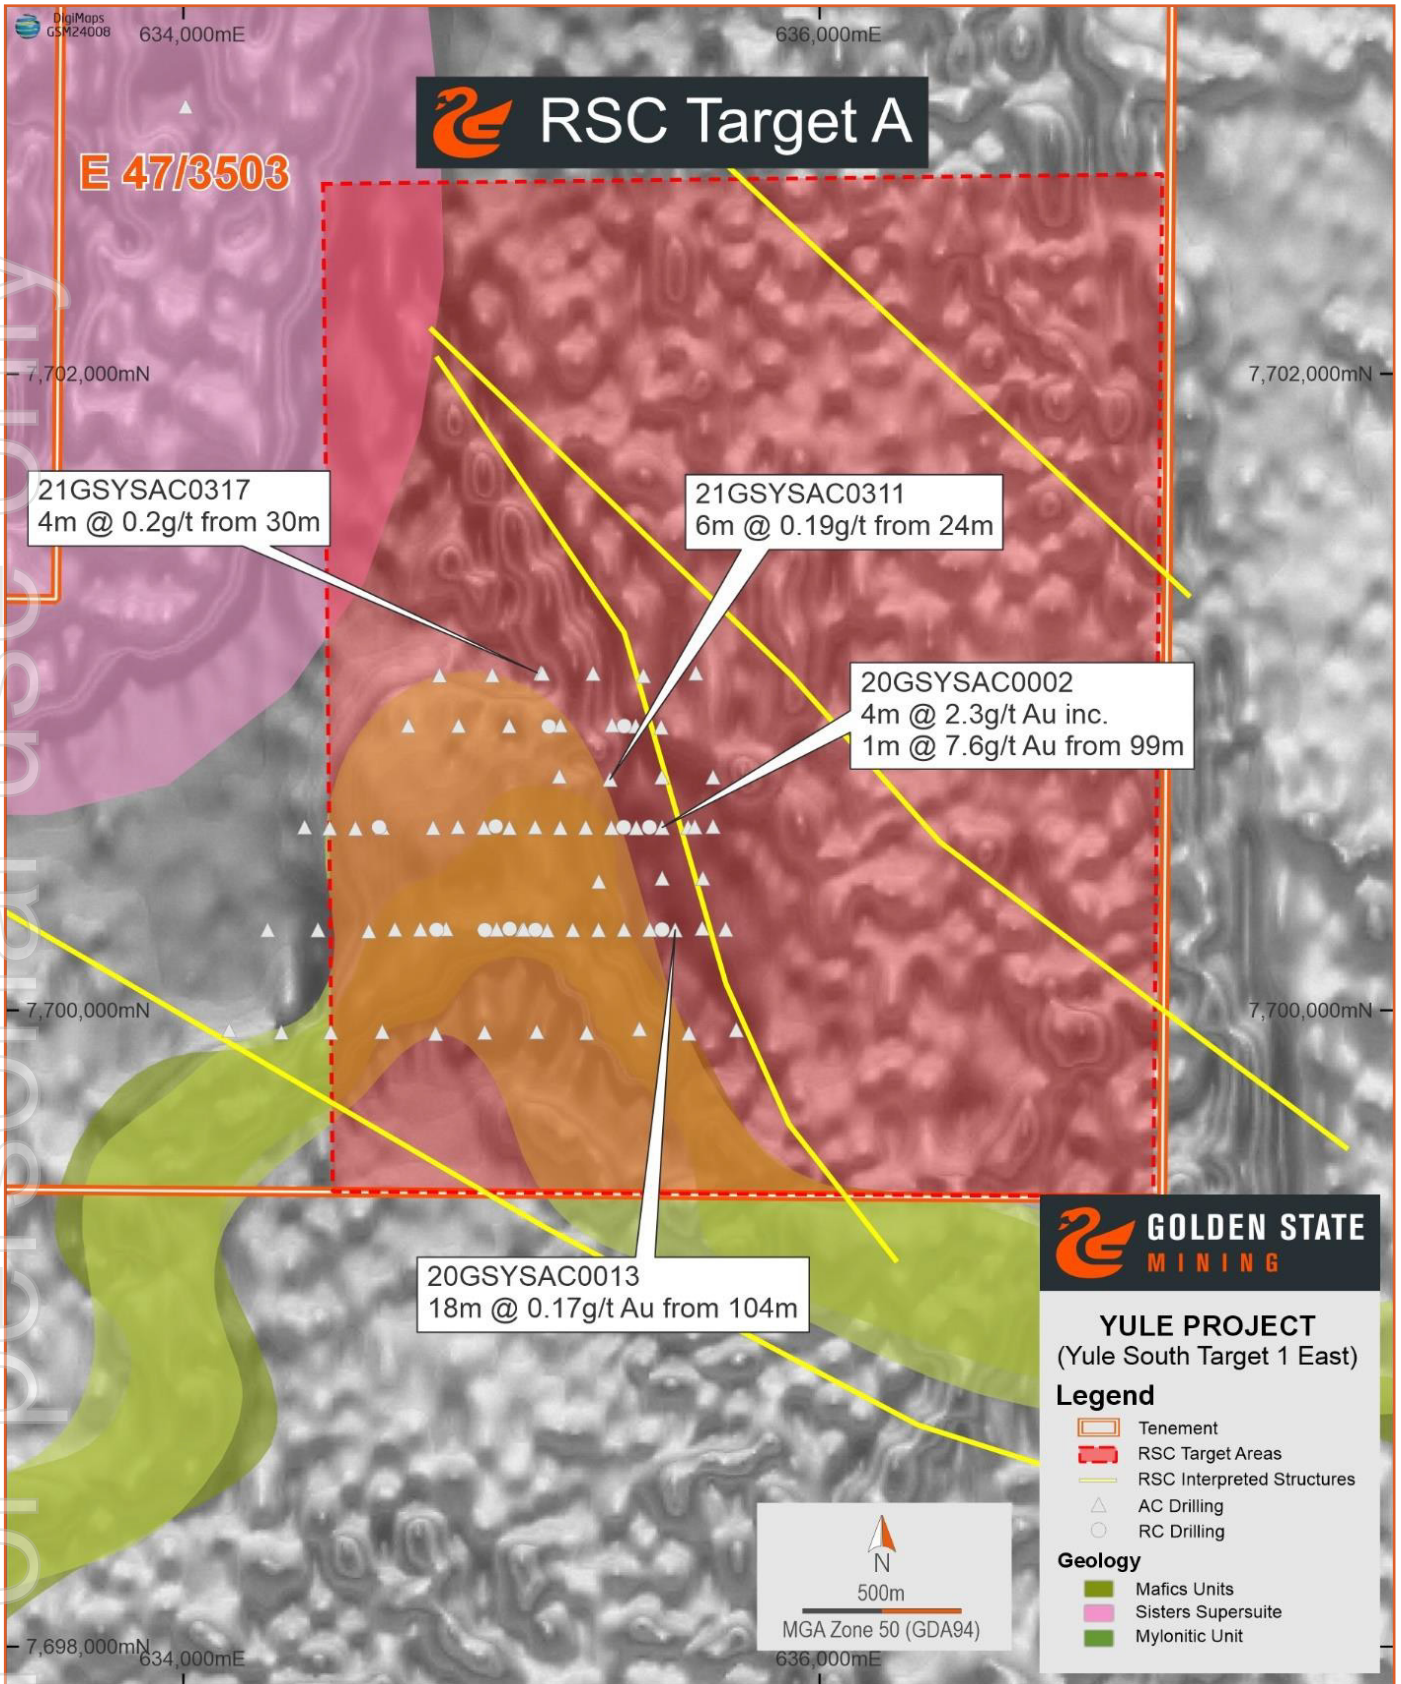 DigiMaps
GSM24008
634,000mE
636,000mE
RSC Target A
E 47/3503
7,702,000mN
7,702,000mN
21GSYSAC0317
4m @ 0.2g/t from 30m
21GSYSAC0311
6m @ 0.19g/t from 24m
20GSYSAC0002
4m @ 2.3g/t Au inc.
1m @ 7.6g/t Au from 99m
7,700,000mN
7,700,000mN
20GSYSAC0013
18m @ 0.17g/t Au from 104m
GOLDEN STATE
MINING
YULE PROJECT
(Yule South Target 1 East)
Legend
Tenement
RSC Target Areas
RSC Interpreted Structures
AC Drilling
RC Drilling
Geology
Mafics Units
Sisters Supersuite
Mylonitic Unit
N
500m
MGA Zone 50 (GDA94)
7,698,000mN
634,000mE
636,000mE
or personal use only